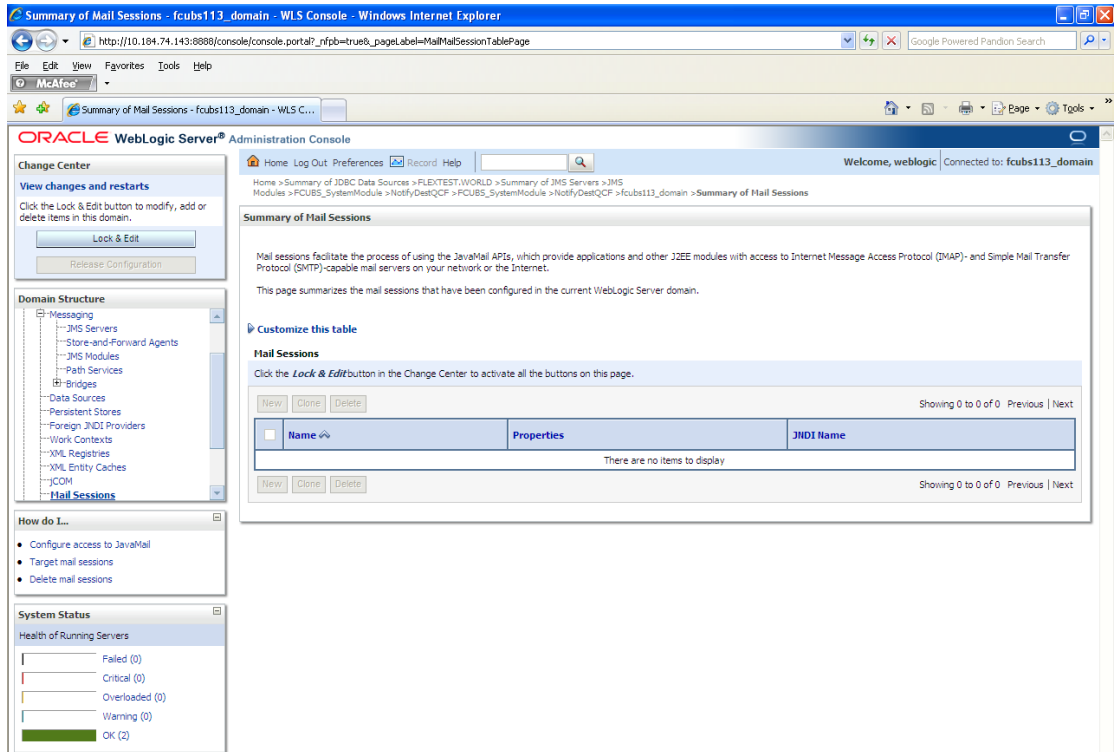 Summary of Mail Sessions - fcubs113_domain - WLS Console - Windows Internet Explorer
http://10.184.74.143:8888/console/console.portal?_nfpb=true&_pageLabel=MailMailSessionTablePage
Google Powered Pandion Search
File Edit View Favorites Tools Help
McAfee
Summary of Mail Sessions - fcubs113_domain - WLS C...
Page Tools
ORACLE WebLogic Server® Administration Console
Change Center
View changes and restarts
Click the Lock & Edit button to modify, add or
delete items in this domain.
Lock & Edit
Release Configuration
Domain Structure
Messaging
JMS Servers
Store-and-Forward Agents
JMS Modules
Path Services
Bridges
Data Sources
Persistent Stores
Foreign JNDI Providers
Work Contexts
XML Registries
XML Entity Caches
jCOM
Mail Sessions
How do I...
Configure access to JavaMail
Target mail sessions
Delete mail sessions
System Status
Health of Running Servers
Failed (0)
Critical (0)
Overloaded (0)
Warning (0)
OK (2)
Home Log Out Preferences Record Help
Welcome, weblogic Connected to: fcubs113_domain
Home >Summary of JDBC Data Sources >FLEXTEST.WORLD >Summary of JMS Servers >JMS
Modules >FCUBS_SystemModule >NotifyDestQCF >FCUBS_SystemModule >NotifyDestQCF >fcubs113_domain >Summary of Mail Sessions
Summary of Mail Sessions
Mail sessions facilitate the process of using the JavaMail APIs, which provide applications and other J2EE modules with access to Internet Message Access Protocol (IMAP)- and Simple Mail Transfer
Protocol (SMTP)-capable mail servers on your network or the Internet.
This page summarizes the mail sessions that have been configured in the current WebLogic Server domain.
Customize this table
Mail Sessions
Click the Lock & Edit button in the Change Center to activate all the buttons on this page.
New Clone Delete Showing 0 to 0 of 0 Previous | Next
Name Properties JNDI Name
There are no items to display
New Clone Delete Showing 0 to 0 of 0 Previous | Next